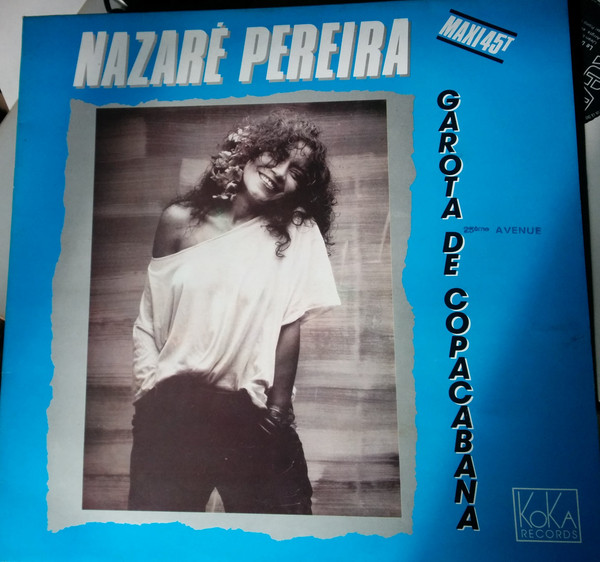 NAZARÉ PEREIRA
MAXI 45T
GAROTA DE COPACABANA
25ème AVENUE
KOKA
RECORDS